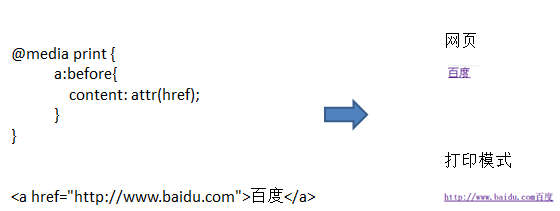 @media print {
a:before{
content: attr(href);
}
}
<a href="http://www.baidu.com">百度</a>
网页
百度
打印模式
http://www.baidu.com百度